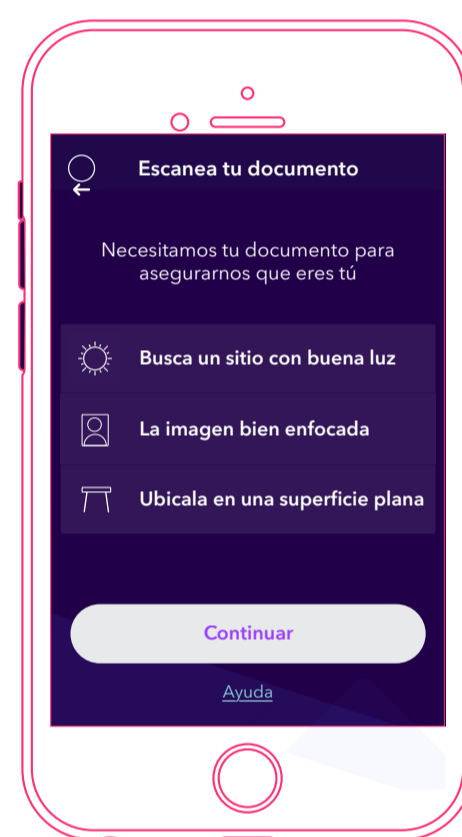 Escanea tu documento
Necesitamos tu documento para
asegurarnos que eres tú
Busca un sitio con buena luz
La imagen bien enfocada
Ubicala en una superficie plana
Continuar
Ayuda